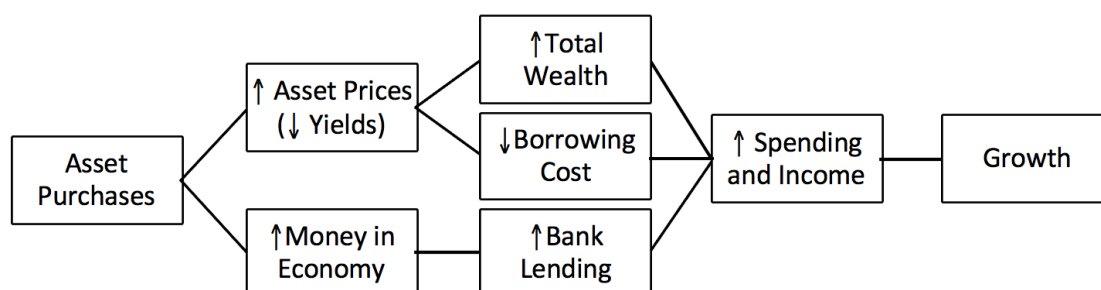 Asset
Purchases
↑ Asset Prices
(↓ Yields)
↑Money in
Economy
↑Total
Wealth
↓Borrowing
Cost
↑Bank
Lending
↑ Spending
and Income
Growth